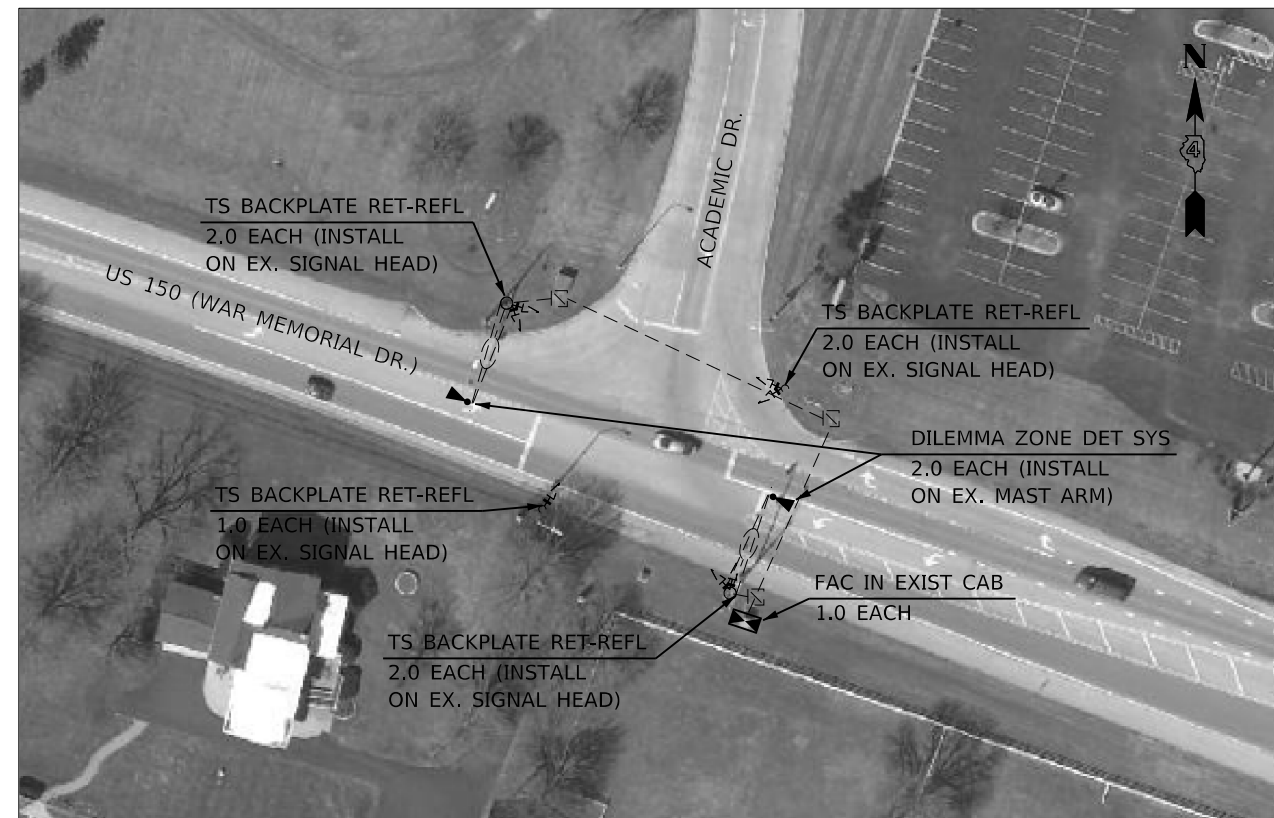 N
4
ACADEMIC DR.
TS BACKPLATE RET-REFL
2.0 EACH (INSTALL
ON EX. SIGNAL HEAD)
US 150 (WAR MEMORIAL DR.)
TS BACKPLATE RET-REFL
2.0 EACH (INSTALL
ON EX. SIGNAL HEAD)
DILEMMA ZONE DET SYS
2.0 EACH (INSTALL
ON EX. MAST ARM)
TS BACKPLATE RET-REFL
1.0 EACH (INSTALL
ON EX. SIGNAL HEAD)
FAC IN EXIST CAB
1.0 EACH
TS BACKPLATE RET-REFL
2.0 EACH (INSTALL
ON EX. SIGNAL HEAD)